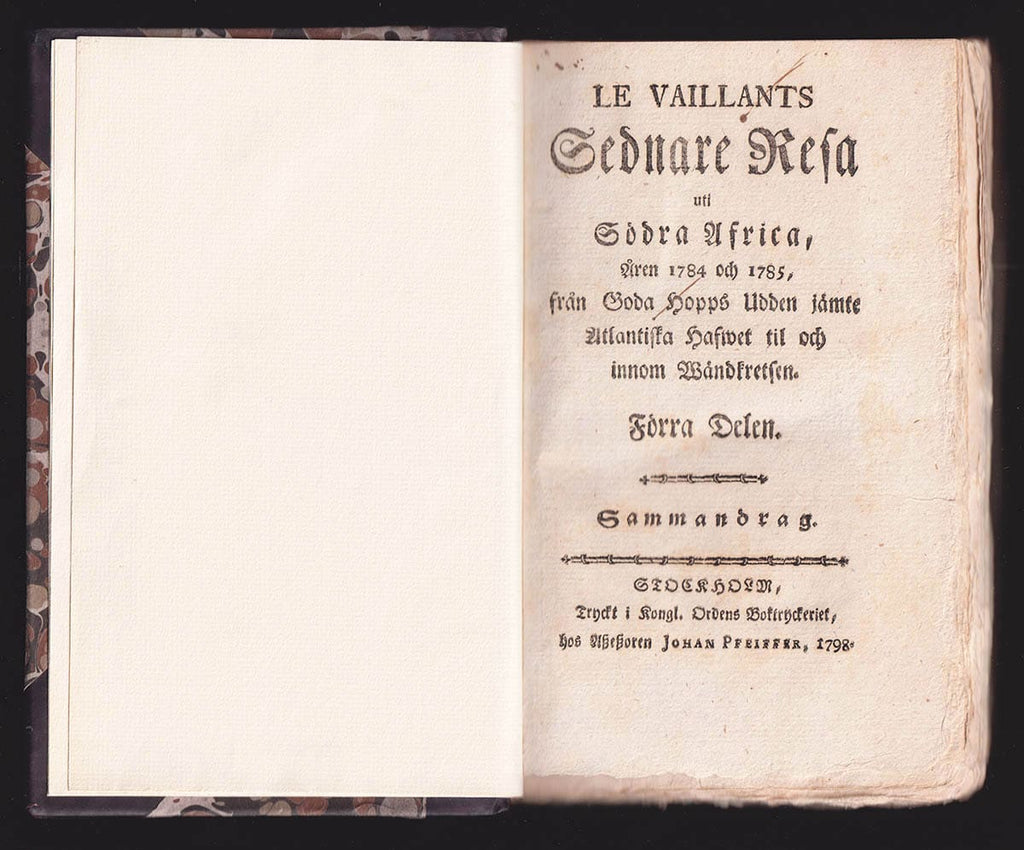 LE VAILLANTS
Sednare Resa
uti
Södra Africa,
Åren 1784 och 1785,
från Goda Hopps Udden jämte
Atlantiska Hafwet til och
innom Wändkretsen.
Förra Delen.
Sammandrag.
STOCKHOLM,
Tryckt i Kongl. Ordens Boktryckeriet,
hos Aßeßoren JOHAN PFEIFFER, 1798.